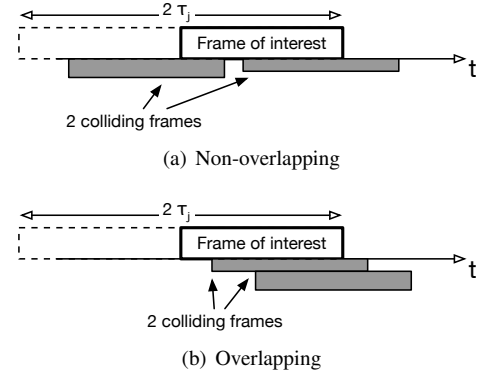 2 τj
Frame of interest
t
2 colliding frames
(a) Non-overlapping
2 τj
Frame of interest
t
2 colliding frames
(b) Overlapping